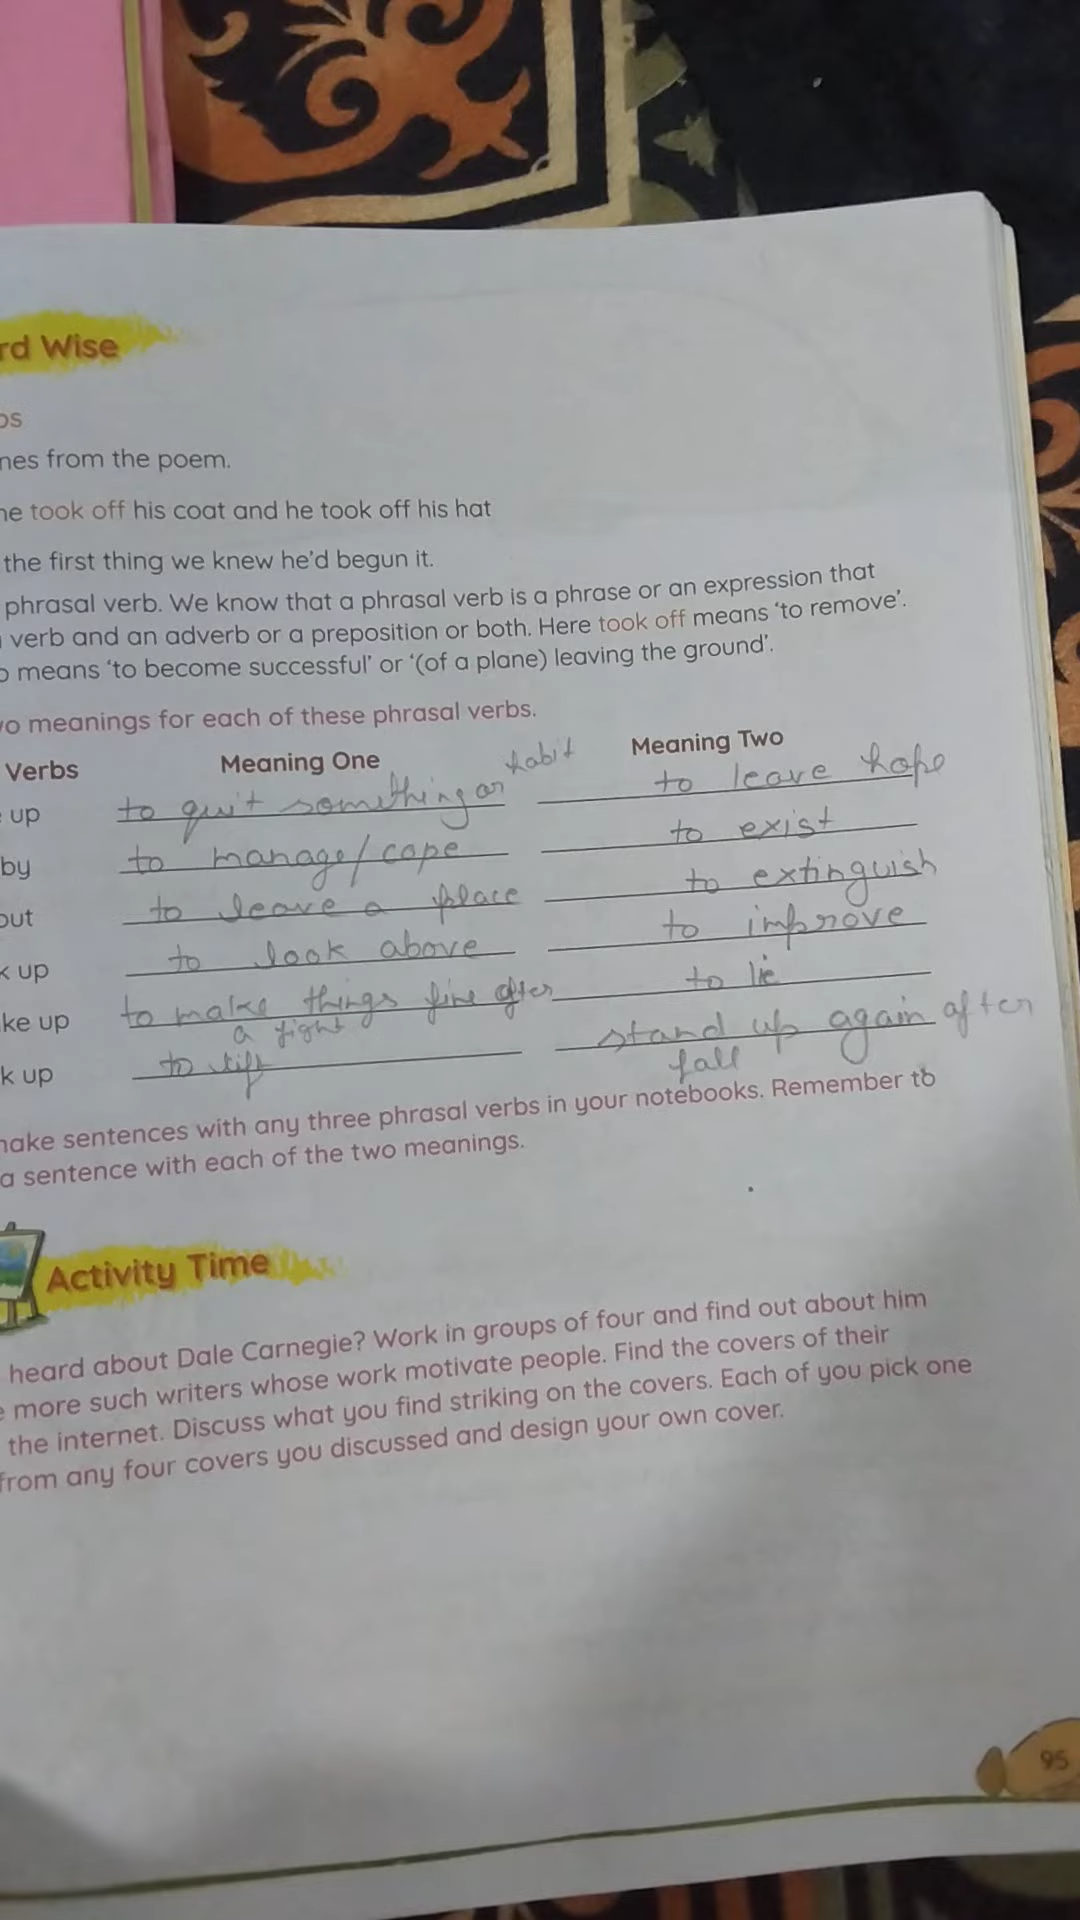 rd Wise
bs
nes from the poem.
he took off his coat and he took off his hat
the first thing we knew he'd begun it.
phrasal verb. We know that a phrasal verb is a phrase or an expression that
verb and an adverb or a preposition or both. Here took off means 'to remove'.
means 'to become successful' or '(of a plane) leaving the ground'.
wo meanings for each of these phrasal verbs.
Verbs Meaning One Meaning Two
up to quit something or habit to leave hope
by to manage/cope to exist
out to leave a place to extinguish
k up to look above to improve
ke up to make things fine after a fight to lie
k up to lift stand up again after fall
make sentences with any three phrasal verbs in your notebooks. Remember to
a sentence with each of the two meanings.
Activity Time
heard about Dale Carnegie? Work in groups of four and find out about him
e more such writers whose work motivate people. Find the covers of their
the internet. Discuss what you find striking on the covers. Each of you pick one
from any four covers you discussed and design your own cover.
95